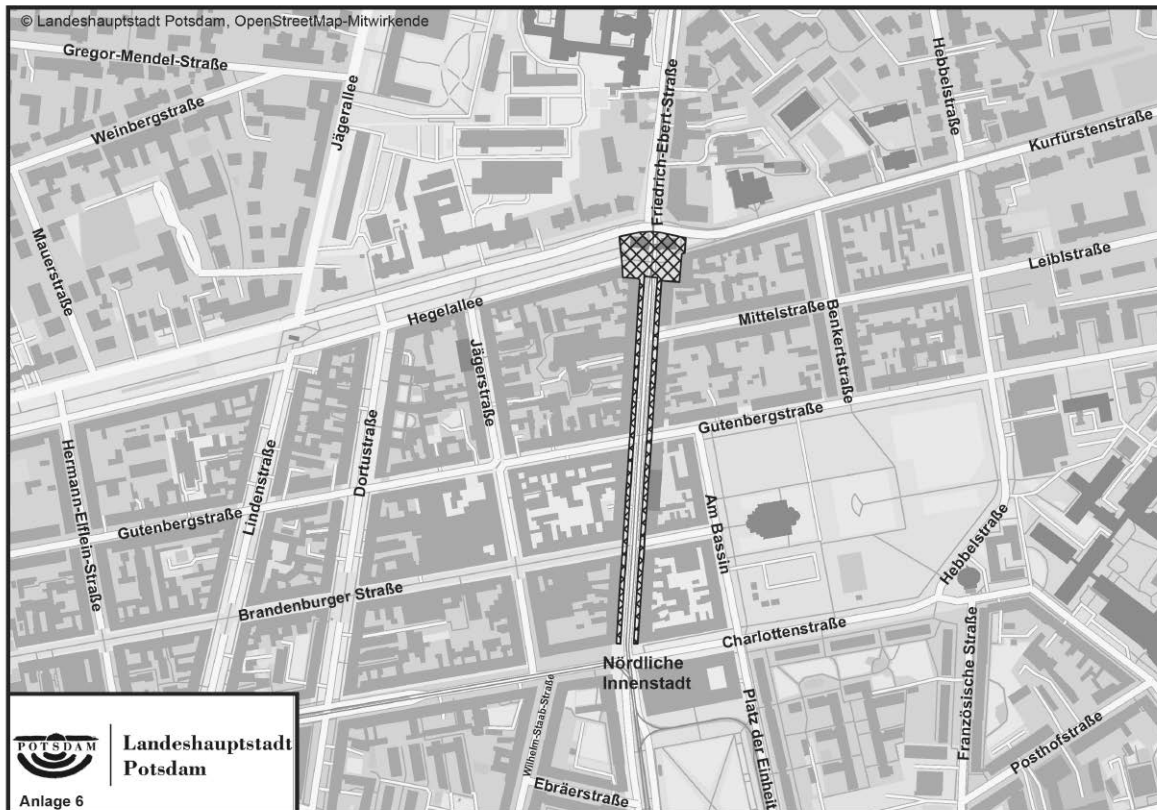 © Landeshauptstadt Potsdam, OpenStreetMap-Mitwirkende
Gregor-Mendel-Straße
Weinbergstraße
Jägerallee
Friedrich-Ebert-Straße
Hebbelstraße
Kurfürstenstraße
Mauerstraße
Leiblstraße
Hegelallee
Mittelstraße
Benkertstraße
Jägerstraße
Gutenbergstraße
Hermann-Elflein-Straße
Lindenstraße
Dortustraße
Gutenbergstraße
Am Bassin
Hebbelstraße
Brandenburger Straße
Charlottenstraße
Französische Straße
Nördliche
Innenstadt
Wilhelm-Staab-Straße
Platz der Einheit
Posthofstraße
Ebräerstraße
POTSDAM
Landeshauptstadt
Potsdam
Anlage 6